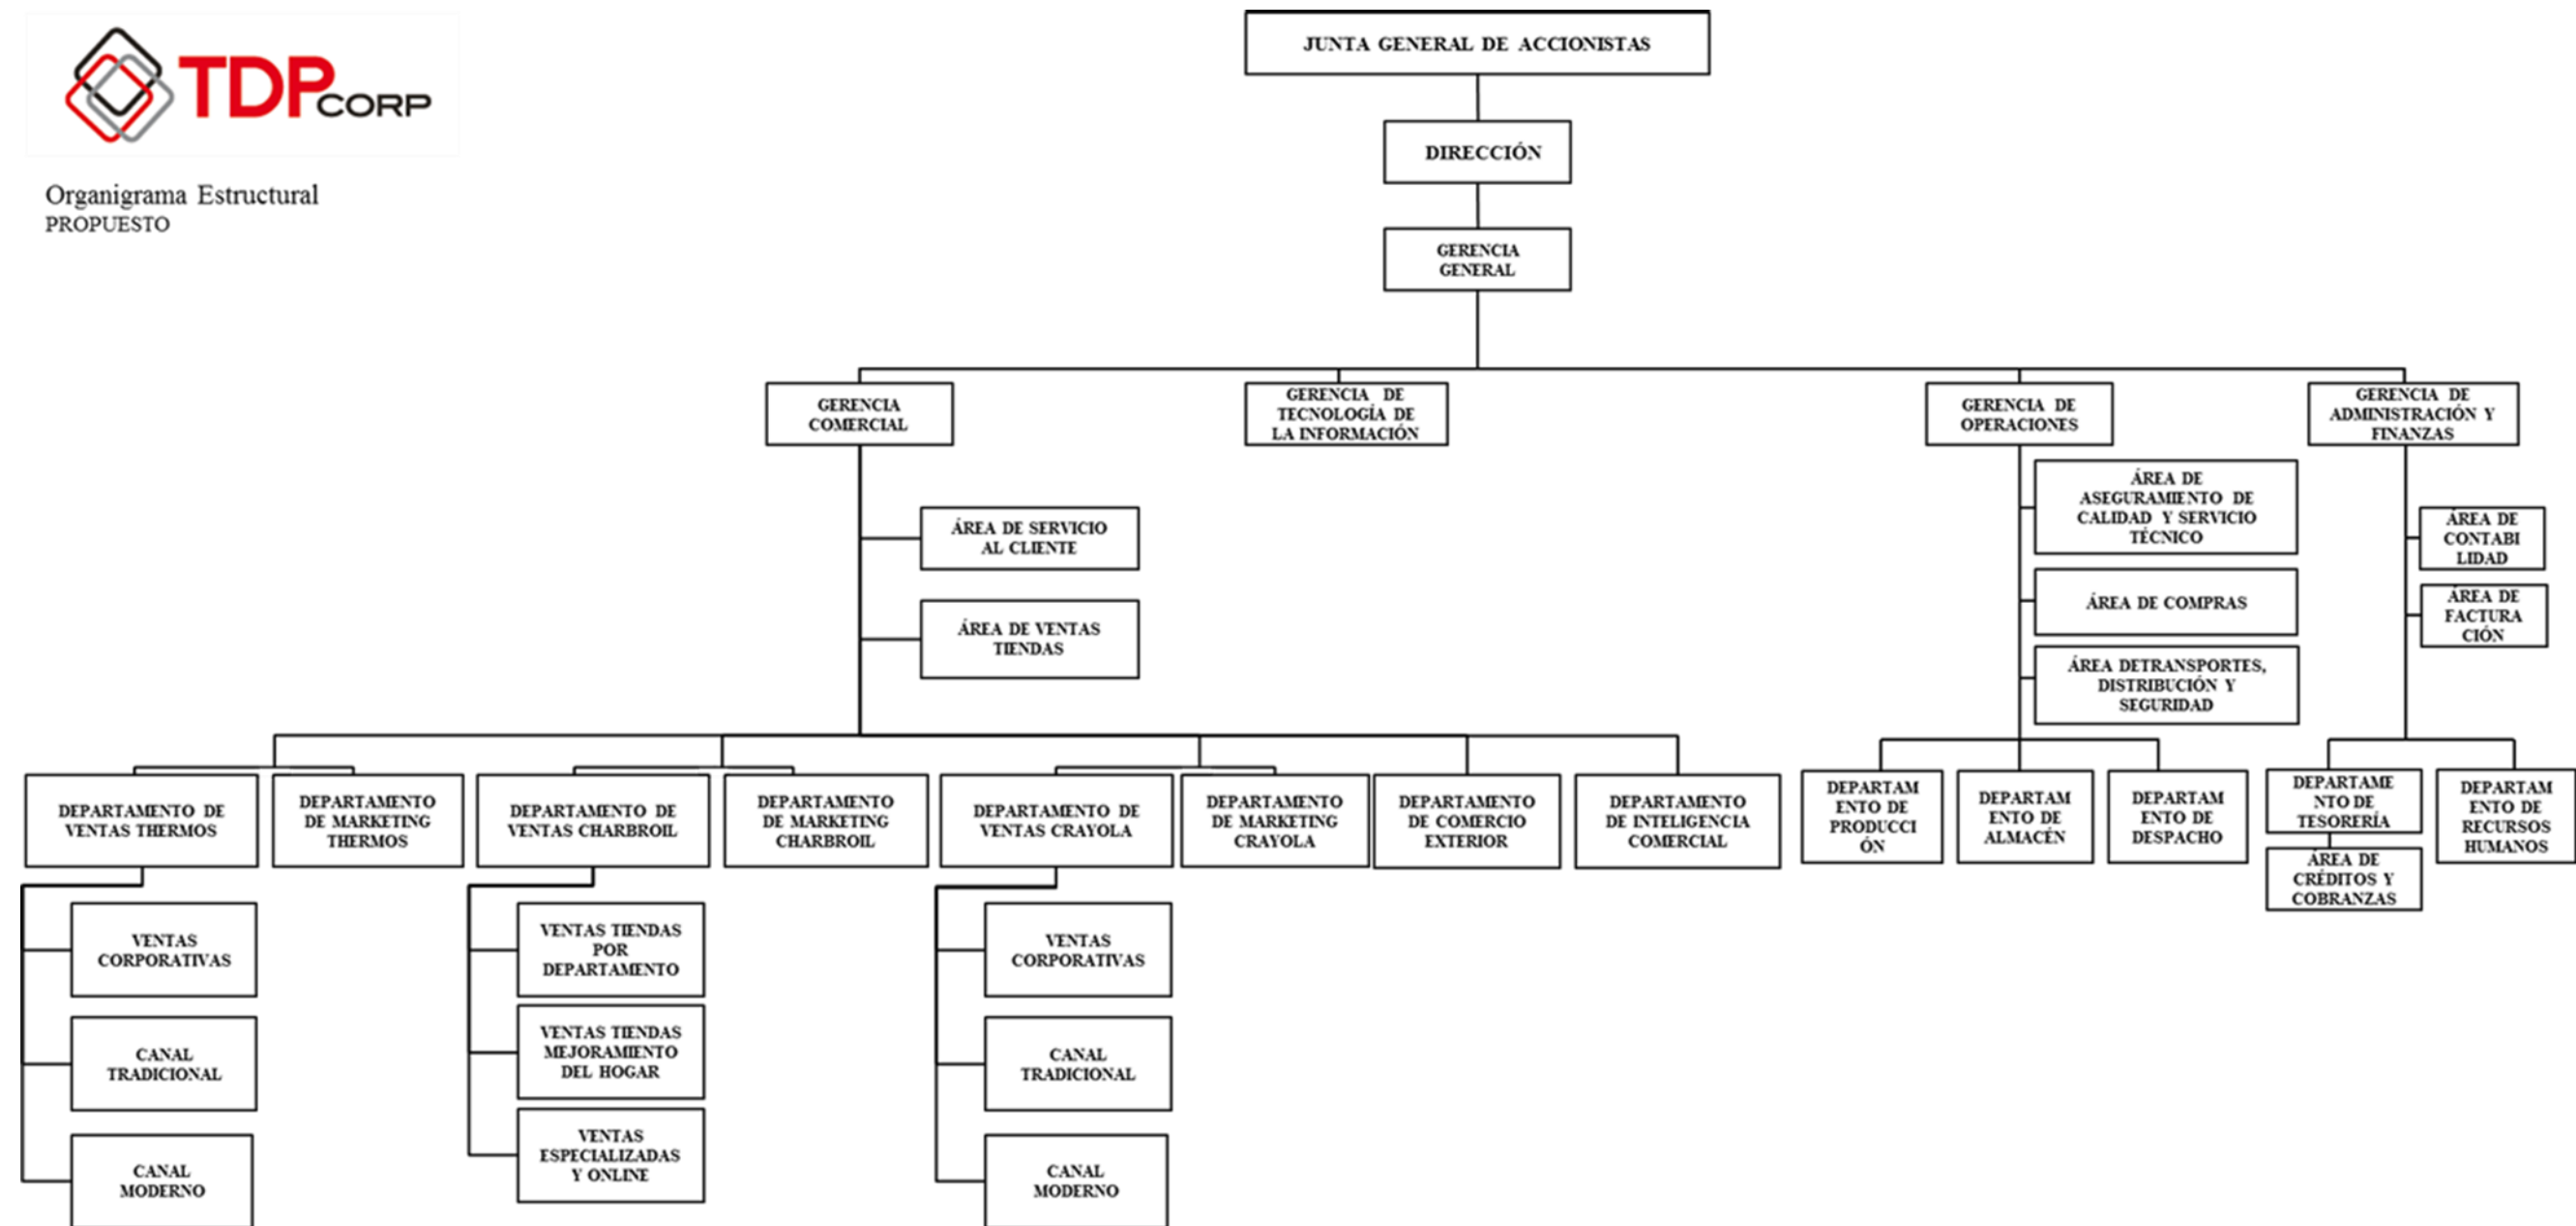 TDP CORP
Organigrama Estructural
PROPUESTO
JUNTA GENERAL DE ACCIONISTAS
DIRECCIÓN
GERENCIA
GENERAL
GERENCIA
COMERCIAL
GERENCIA DE
TECNOLOGÍA DE
LA INFORMACIÓN
GERENCIA DE
OPERACIONES
GERENCIA DE
ADMINISTRACIÓN Y
FINANZAS
ÁREA DE SERVICIO
AL CLIENTE
ÁREA DE VENTAS
TIENDAS
ÁREA DE
ASEGURAMIENTO DE
CALIDAD Y SERVICIO
TÉCNICO
ÁREA DE COMPRAS
ÁREA DETRANSPORTES,
DISTRIBUCIÓN Y
SEGURIDAD
ÁREA DE
CONTABI
LIDAD
ÁREA DE
FACTURA
CIÓN
DEPARTAMENTO DE
VENTAS THERMOS
DEPARTAMENTO
DE MARKETING
THERMOS
DEPARTAMENTO DE
VENTAS CHARBROIL
DEPARTAMENTO
DE MARKETING
CHARBROIL
DEPARTAMENTO DE
VENTAS CRAYOLA
DEPARTAMENTO
DE MARKETING
CRAYOLA
DEPARTAMENTO
DE COMERCIO
EXTERIOR
DEPARTAMENTO
DE INTELIGENCIA
COMERCIAL
DEPARTAM
ENTO DE
PRODUCCI
ÓN
DEPARTAM
ENTO DE
ALMACÉN
DEPARTAM
ENTO DE
DESPACHO
DEPARTAME
NTO DE
TESORERÍA
DEPARTAM
ENTO DE
RECURSOS
HUMANOS
ÁREA DE
CRÉDITOS Y
COBRANZAS
VENTAS
CORPORATIVAS
CANAL
TRADICIONAL
CANAL
MODERNO
VENTAS TIENDAS
POR
DEPARTAMENTO
VENTAS TIENDAS
MEJORAMIENTO
DEL HOGAR
VENTAS
ESPECIALIZADAS
Y ONLINE
VENTAS
CORPORATIVAS
CANAL
TRADICIONAL
CANAL
MODERNO